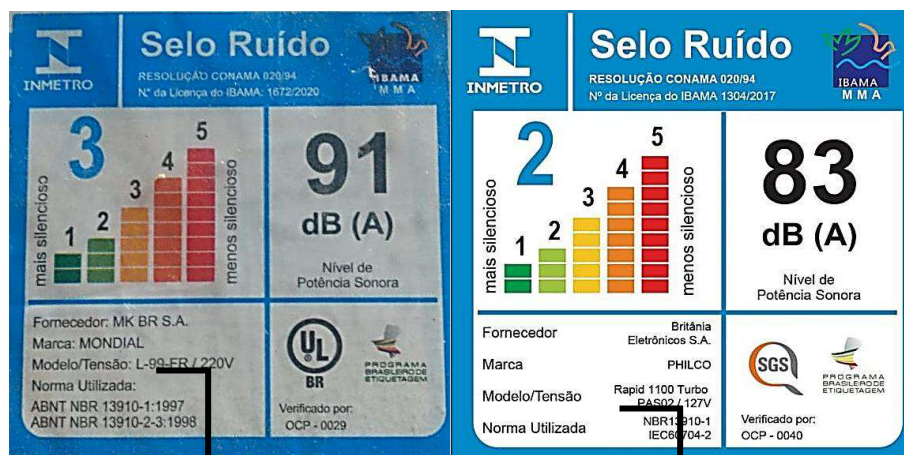 INMETRO
Selo Ruído
RESOLUÇÃO CONAMA 020/94
Nº da Licença do IBAMA: 1672/2020
IBAMA
MMA
3
1
2
3
4
5
mais silencioso
menos silencioso
91
dB (A)
Nível de
Potência Sonora
Fornecedor: MK BR S.A.
Marca: MONDIAL
Modelo/Tensão: L-99-FR / 220V
Norma Utilizada:
ABNT NBR 13910-1:1997
ABNT NBR 13910-2-3:1998
UL
BR
PROGRAMA
BRASILEIRO DE
ETIQUETAGEM
Verificado por:
OCP - 0029
INMETRO
Selo Ruído
RESOLUÇÃO CONAMA 020/94
Nº da Licença do IBAMA 1304/2017
IBAMA
MMA
2
1
2
3
4
5
mais silencioso
menos silencioso
83
dB (A)
Nível de
Potência Sonora
Fornecedor Britânia
Eletrônicos S.A.
Marca PHILCO
Modelo/Tensão Rapid 1100 Turbo
PAS02 / 127V
Norma Utilizada NBR13910-1
IEC60704-2
SGS
PROGRAMA
BRASILEIRO DE
ETIQUETAGEM
Verificado por:
OCP - 0040